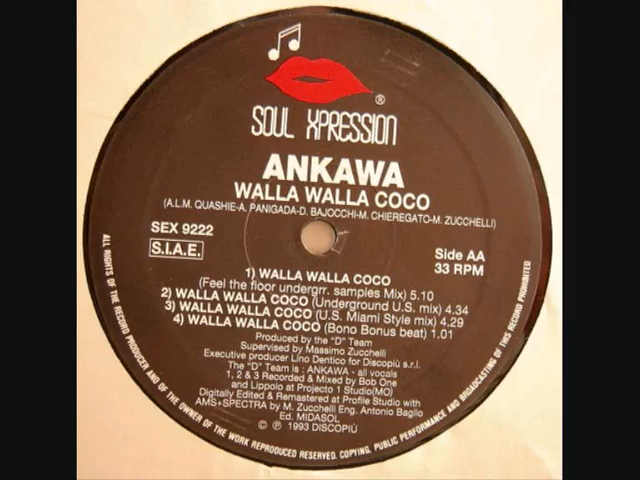 ®
SOUL XPRESSION
ANKAWA
WALLA WALLA COCO
(A.L.M. QUASHIE-A. PANIGADA-D. BAJOCCHI-M. CHIEREGATO-M. ZUCCHELLI)
SEX 9222
S.I.A.E.
Side AA
33 RPM
1) WALLA WALLA COCO
(Feel the floor undergrr. samples Mix) 5.10
2) WALLA WALLA COCO (Underground U.S. mix) 4.34
3) WALLA WALLA COCO (U.S. Miami Style mix) 4.29
4) WALLA WALLA COCO (Bono Bonus beat) 1.01
Produced by the "D" Team
Supervised by Massimo Zucchelli
Executive producer Lino Dentico for Discopiù s.r.l.
The "D" Team is : ANKAWA - all vocals
1, 2 & 3 Recorded & Mixed by Bob One
and Lippolo at Projecto 1 Studio(MO)
Digitally Edited & Remastered at Profile Studio with
AMS+SPECTRA by M. Zucchelli Eng. Antonio Baglio
Ed. MIDASOL
© ℗ 1993 DISCOPIÙ
ALL RIGHTS OF THE RECORD PRODUCER AND OF THE OWNER OF THE WORK REPRODUCED RESERVED. COPYING, PUBLIC PERFORMANCE AND BROADCASTING OF THIS RECORD PROHIBITED